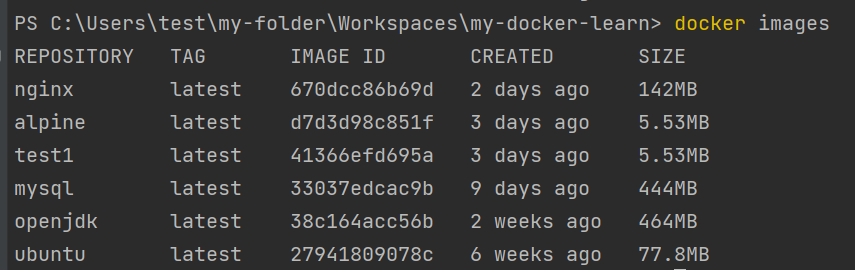 PS C:\Users\test\my-folder\Workspaces\my-docker-learn> docker images
REPOSITORY   TAG       IMAGE ID       CREATED       SIZE
nginx        latest    670dcc86b69d   2 days ago    142MB
alpine       latest    d7d3d98c851f   3 days ago    5.53MB
test1        latest    41366efd695a   3 days ago    5.53MB
mysql        latest    33037edcac9b   9 days ago    444MB
openjdk      latest    38c164acc56b   2 weeks ago   464MB
ubuntu       latest    27941809078c   6 weeks ago   77.8MB